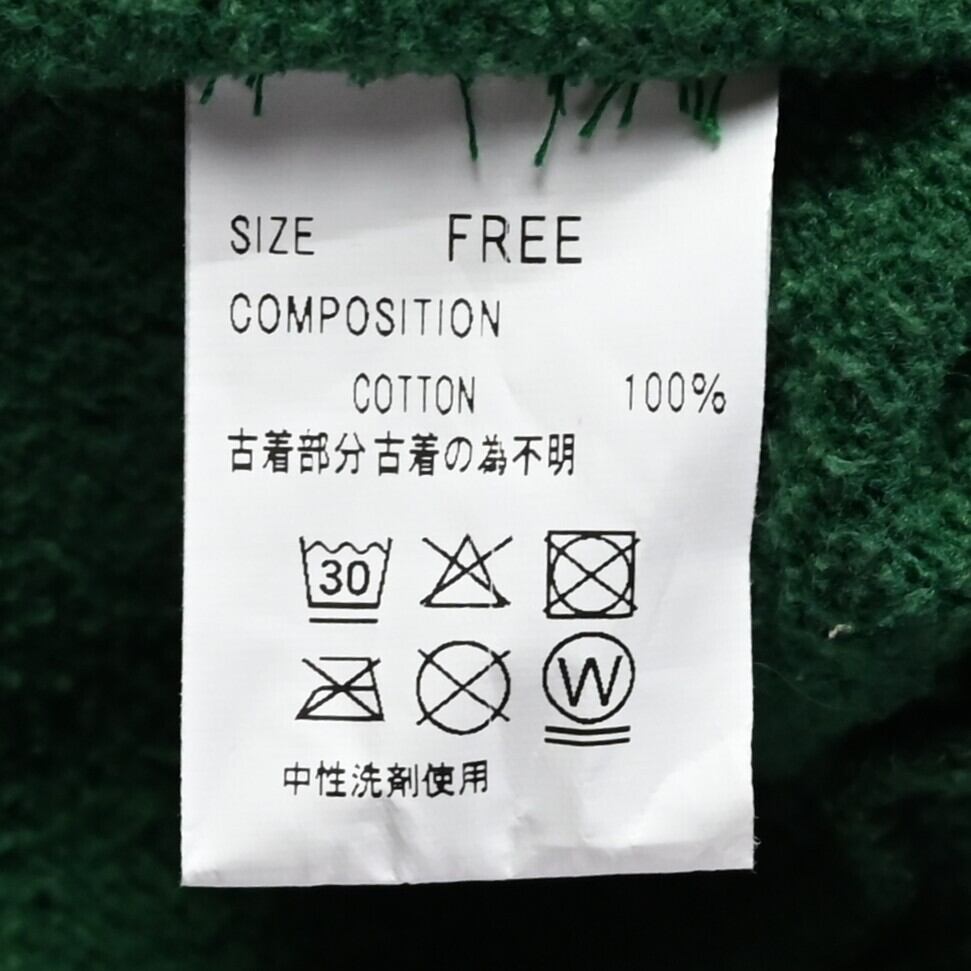 SIZE FREE
COMPOSITION
COTTON 100%
古着部分古着の為不明
30
W
中性洗剤使用